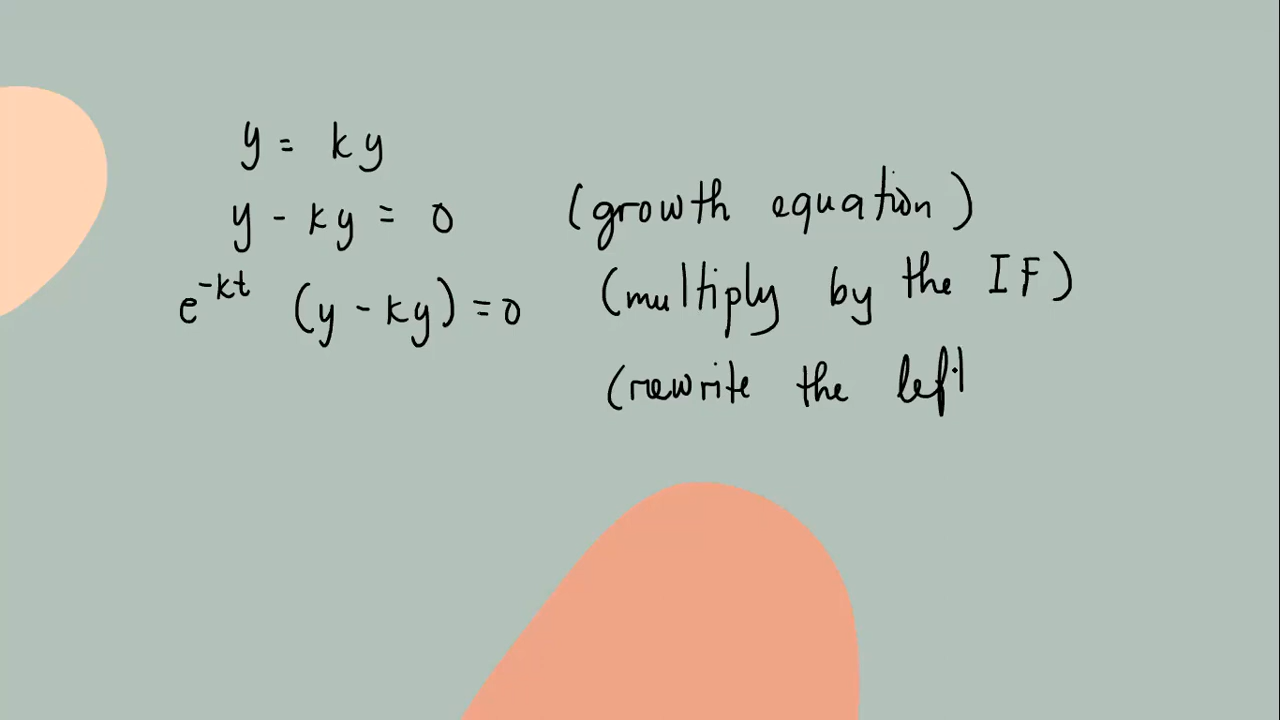 y = ky
y - ky = 0 (growth equation)
e^-kt (y - ky) = 0 (multiply by the IF)
(rewrite the left